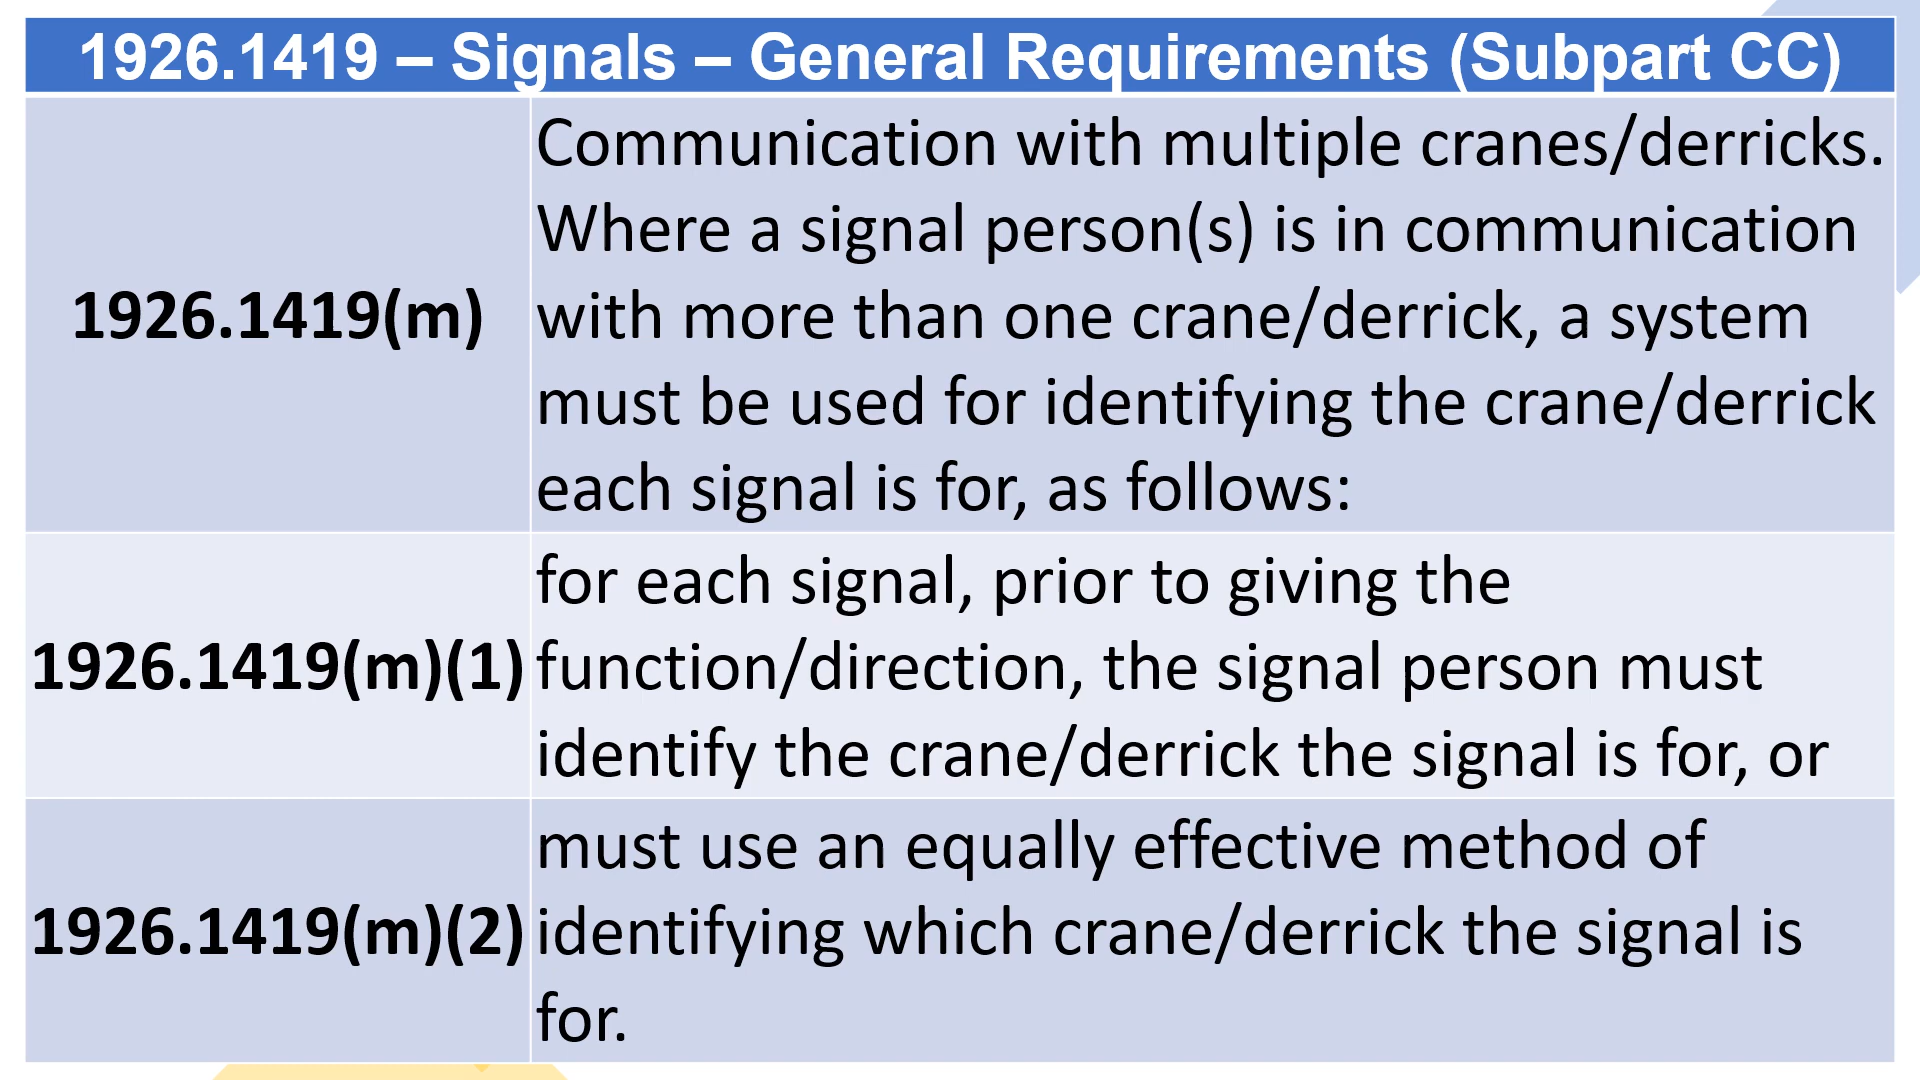 1926.1419 – Signals – General Requirements (Subpart CC)
1926.1419(m)
Communication with multiple cranes/derricks.
Where a signal person(s) is in communication
with more than one crane/derrick, a system
must be used for identifying the crane/derrick
each signal is for, as follows:
1926.1419(m)(1)
for each signal, prior to giving the
function/direction, the signal person must
identify the crane/derrick the signal is for, or
1926.1419(m)(2)
must use an equally effective method of
identifying which crane/derrick the signal is
for.